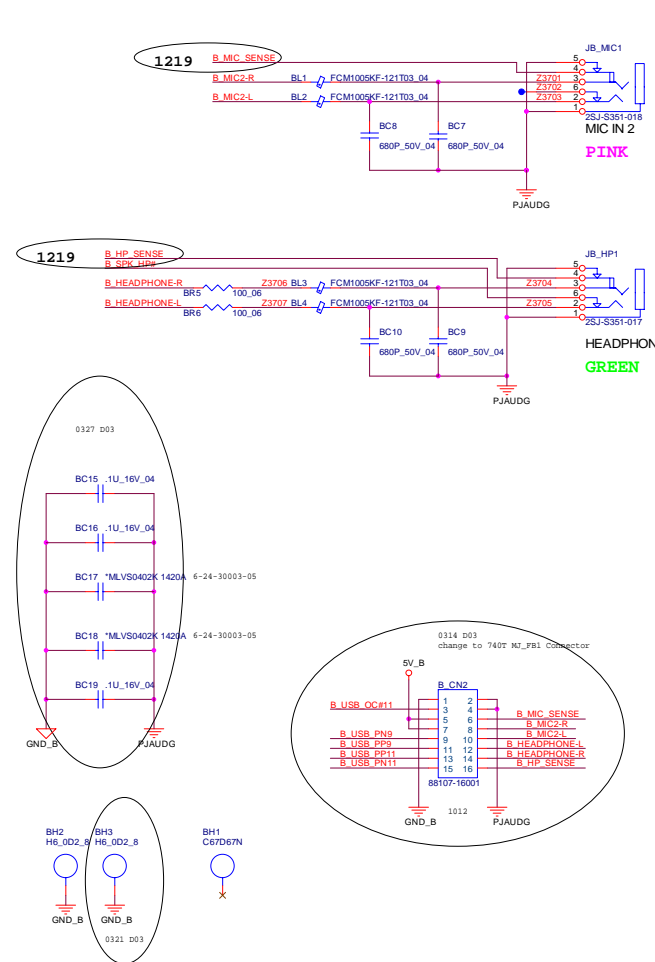 JB_MIC1
1219 B_MIC_SENSE
5
4
B_MIC2-R BL1 FCM1005KF-121T03_04 Z3701 3
Z3702 6
B_MIC2-L BL2 FCM1005KF-121T03_04 Z3703 2
1
2SJ-S351-018
BC8 BC7
MIC IN 2
680P_50V_04 680P_50V_04
PINK
PJAUDG
1219 B_HP_SENSE
B_SPK_HP#
JB_HP1
5
4
B_HEADPHONE-R Z3706 BL3 FCM1005KF-121T03_04 Z3704 3
BR5 100_06
6
B_HEADPHONE-L Z3707 BL4 FCM1005KF-121T03_04 Z3705 2
BR6 100_06
1
2SJ-S351-017
BC10 BC9
HEADPHON
680P_50V_04 680P_50V_04
GREEN
PJAUDG
0327 D03
BC15 .1U_16V_04
BC16 .1U_16V_04
BC17 *MLVS0402K 1420A 6-24-30003-05
BC18 *MLVS0402K 1420A 6-24-30003-05
BC19 .1U_16V_04
GND_B PJAUDG
0314 D03
change to 740T MJ_FB1 Connector
5V_B
B_CN2
1 2
B_USB_OC#11 3 4
5 6 B_MIC_SENSE
7 8 B_MIC2-R
B_USB_PN9 9 10 B_MIC2-L
B_USB_PP9 11 12 B_HEADPHONE-L
B_USB_PP11 13 14 B_HEADPHONE-R
B_USB_PN11 15 16 B_HP_SENSE
88107-16001
1012
GND_B PJAUDG
BH2 BH3 BH1
H6_0D2_8 H6_0D2_8 C67D67N
GND_B GND_B
0321 D03